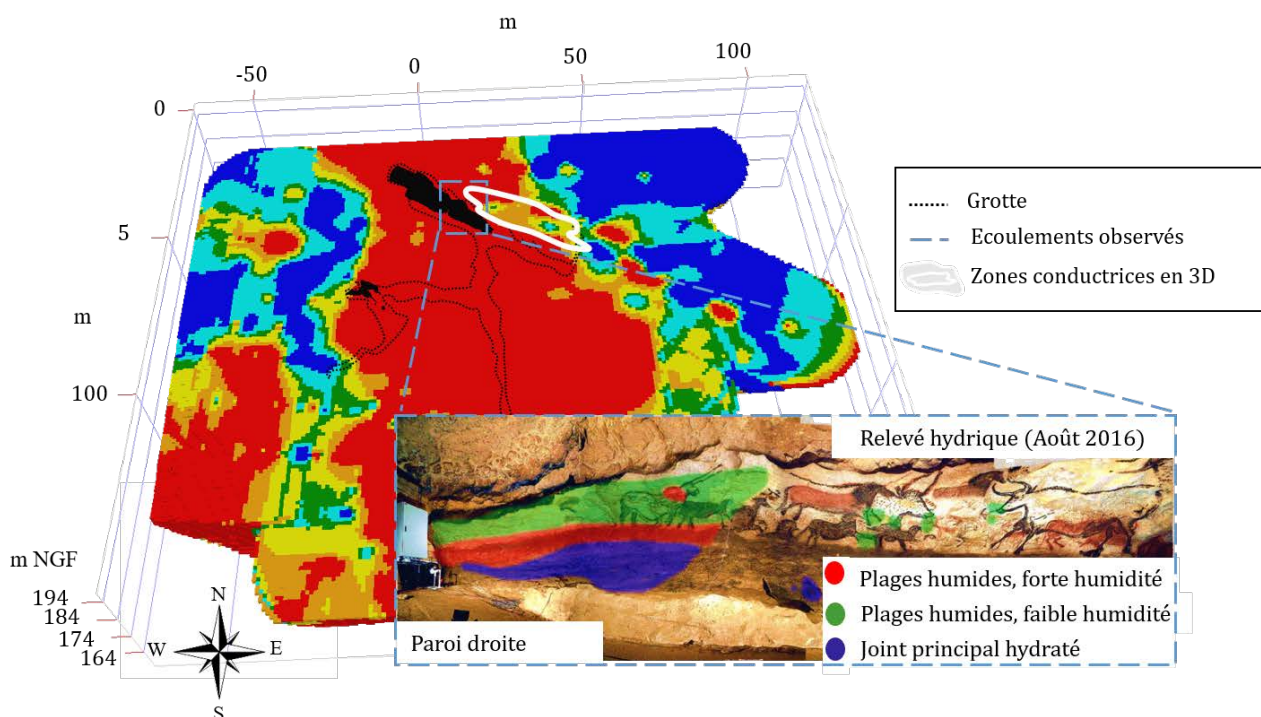 m
-50
0
50
100
0
5
m
100
m NGF
194
184
174
164
N
W
E
S
Grotte
Ecoulements observés
Zones conductrices en 3D
Relevé hydrique (Août 2016)
Plages humides, forte humidité
Plages humides, faible humidité
Joint principal hydraté
Paroi droite